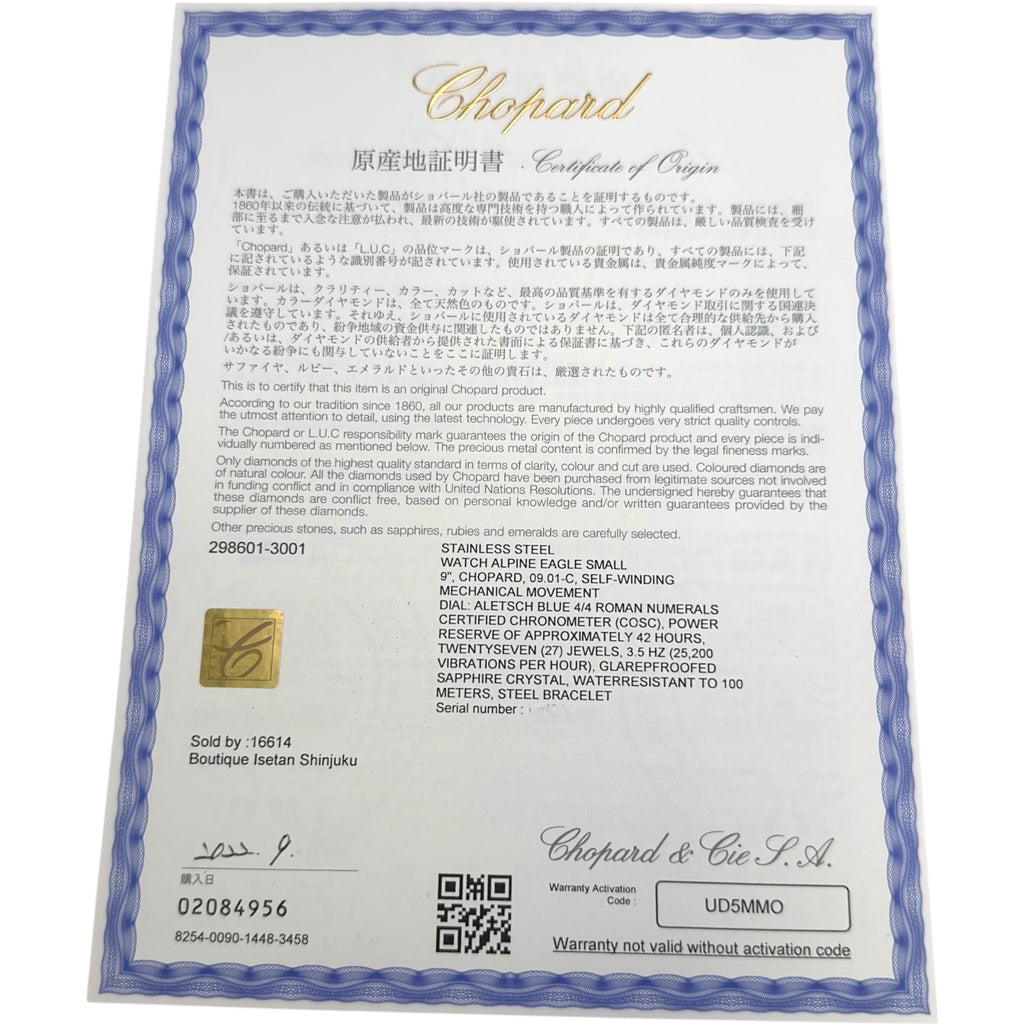 Chopard
原産地証明書 . Certificate of Origin
本書は、ご購入いただいた製品がショパール社の製品であることを証明するものです。
1860年以来の伝統に基づいて、製品は高度な専門技術を持つ職人によって作られています。製品には、細
部に至るまで入念な注意が払われ、最新の技術が駆使されています。すべての製品は、厳しい品質検査を受け
ています。
「Chopard」あるいは「L.U.C」の品位マークは、ショパール製品の証明であり、すべての製品には、下記
に記されているような識別番号が記されています。使用されている貴金属は、貴金属純度マークによって、
保証されています。
ショパールは、クラリティー、カラー、カットなど、最高の品質基準を有するダイヤモンドのみを使用して
います。カラーダイヤモンドは、全て天然色のものです。ショパールは、ダイヤモンド取引に関する国連決
議を遵守しています。それゆえ、ショパールに使用されているダイヤモンドは全て合理的な供給先から購入
されたものであり、紛争地域の資金供与に関連したものではありません。下記の匿名者は、個人認識、および
/あるいは、ダイヤモンドの供給者から提供された書面による保証書に基づき、これらのダイヤモンドが
いかなる紛争にも関与していないことをここに証明します。
サファイヤ、ルビー、エメラルドといったその他の貴石は、厳選されたものです。
This is to certify that this item is an original Chopard product.
According to our tradition since 1860, all our products are manufactured by highly qualified craftsmen. We pay
the utmost attention to detail, using the latest technology. Every piece undergoes very strict quality controls.
The Chopard or L.U.C responsibility mark guarantees the origin of the Chopard product and every piece is indi-
vidually numbered as mentioned below. The precious metal content is confirmed by the legal fineness marks.
Only diamonds of the highest quality standard in terms of clarity, colour and cut are used. Coloured diamonds are
of natural colour. All the diamonds used by Chopard have been purchased from legitimate sources not involved
in funding conflict and in compliance with United Nations Resolutions. The undersigned hereby guarantees that
these diamonds are conflict free, based on personal knowledge and/or written guarantees provided by the
supplier of these diamonds.
Other precious stones, such as sapphires, rubies and emeralds are carefully selected.
298601-3001
STAINLESS STEEL
WATCH ALPINE EAGLE SMALL
9", CHOPARD, 09.01-C, SELF-WINDING
MECHANICAL MOVEMENT
DIAL: ALETSCH BLUE 4/4 ROMAN NUMERALS
CERTIFIED CHRONOMETER (COSC), POWER
RESERVE OF APPROXIMATELY 42 HOURS,
TWENTYSEVEN (27) JEWELS, 3.5 HZ (25,200
VIBRATIONS PER HOUR), GLAREPFROOFED
SAPPHIRE CRYSTAL, WATERRESISTANT TO 100
METERS, STEEL BRACELET
Serial number :
Sold by :16614
Boutique Isetan Shinjuku
2022. 9.
購入日
02084956
8254-0090-1448-3458
Chopard & Cie S.A.
Warranty Activation
Code :
UD5MMO
Warranty not valid without activation code